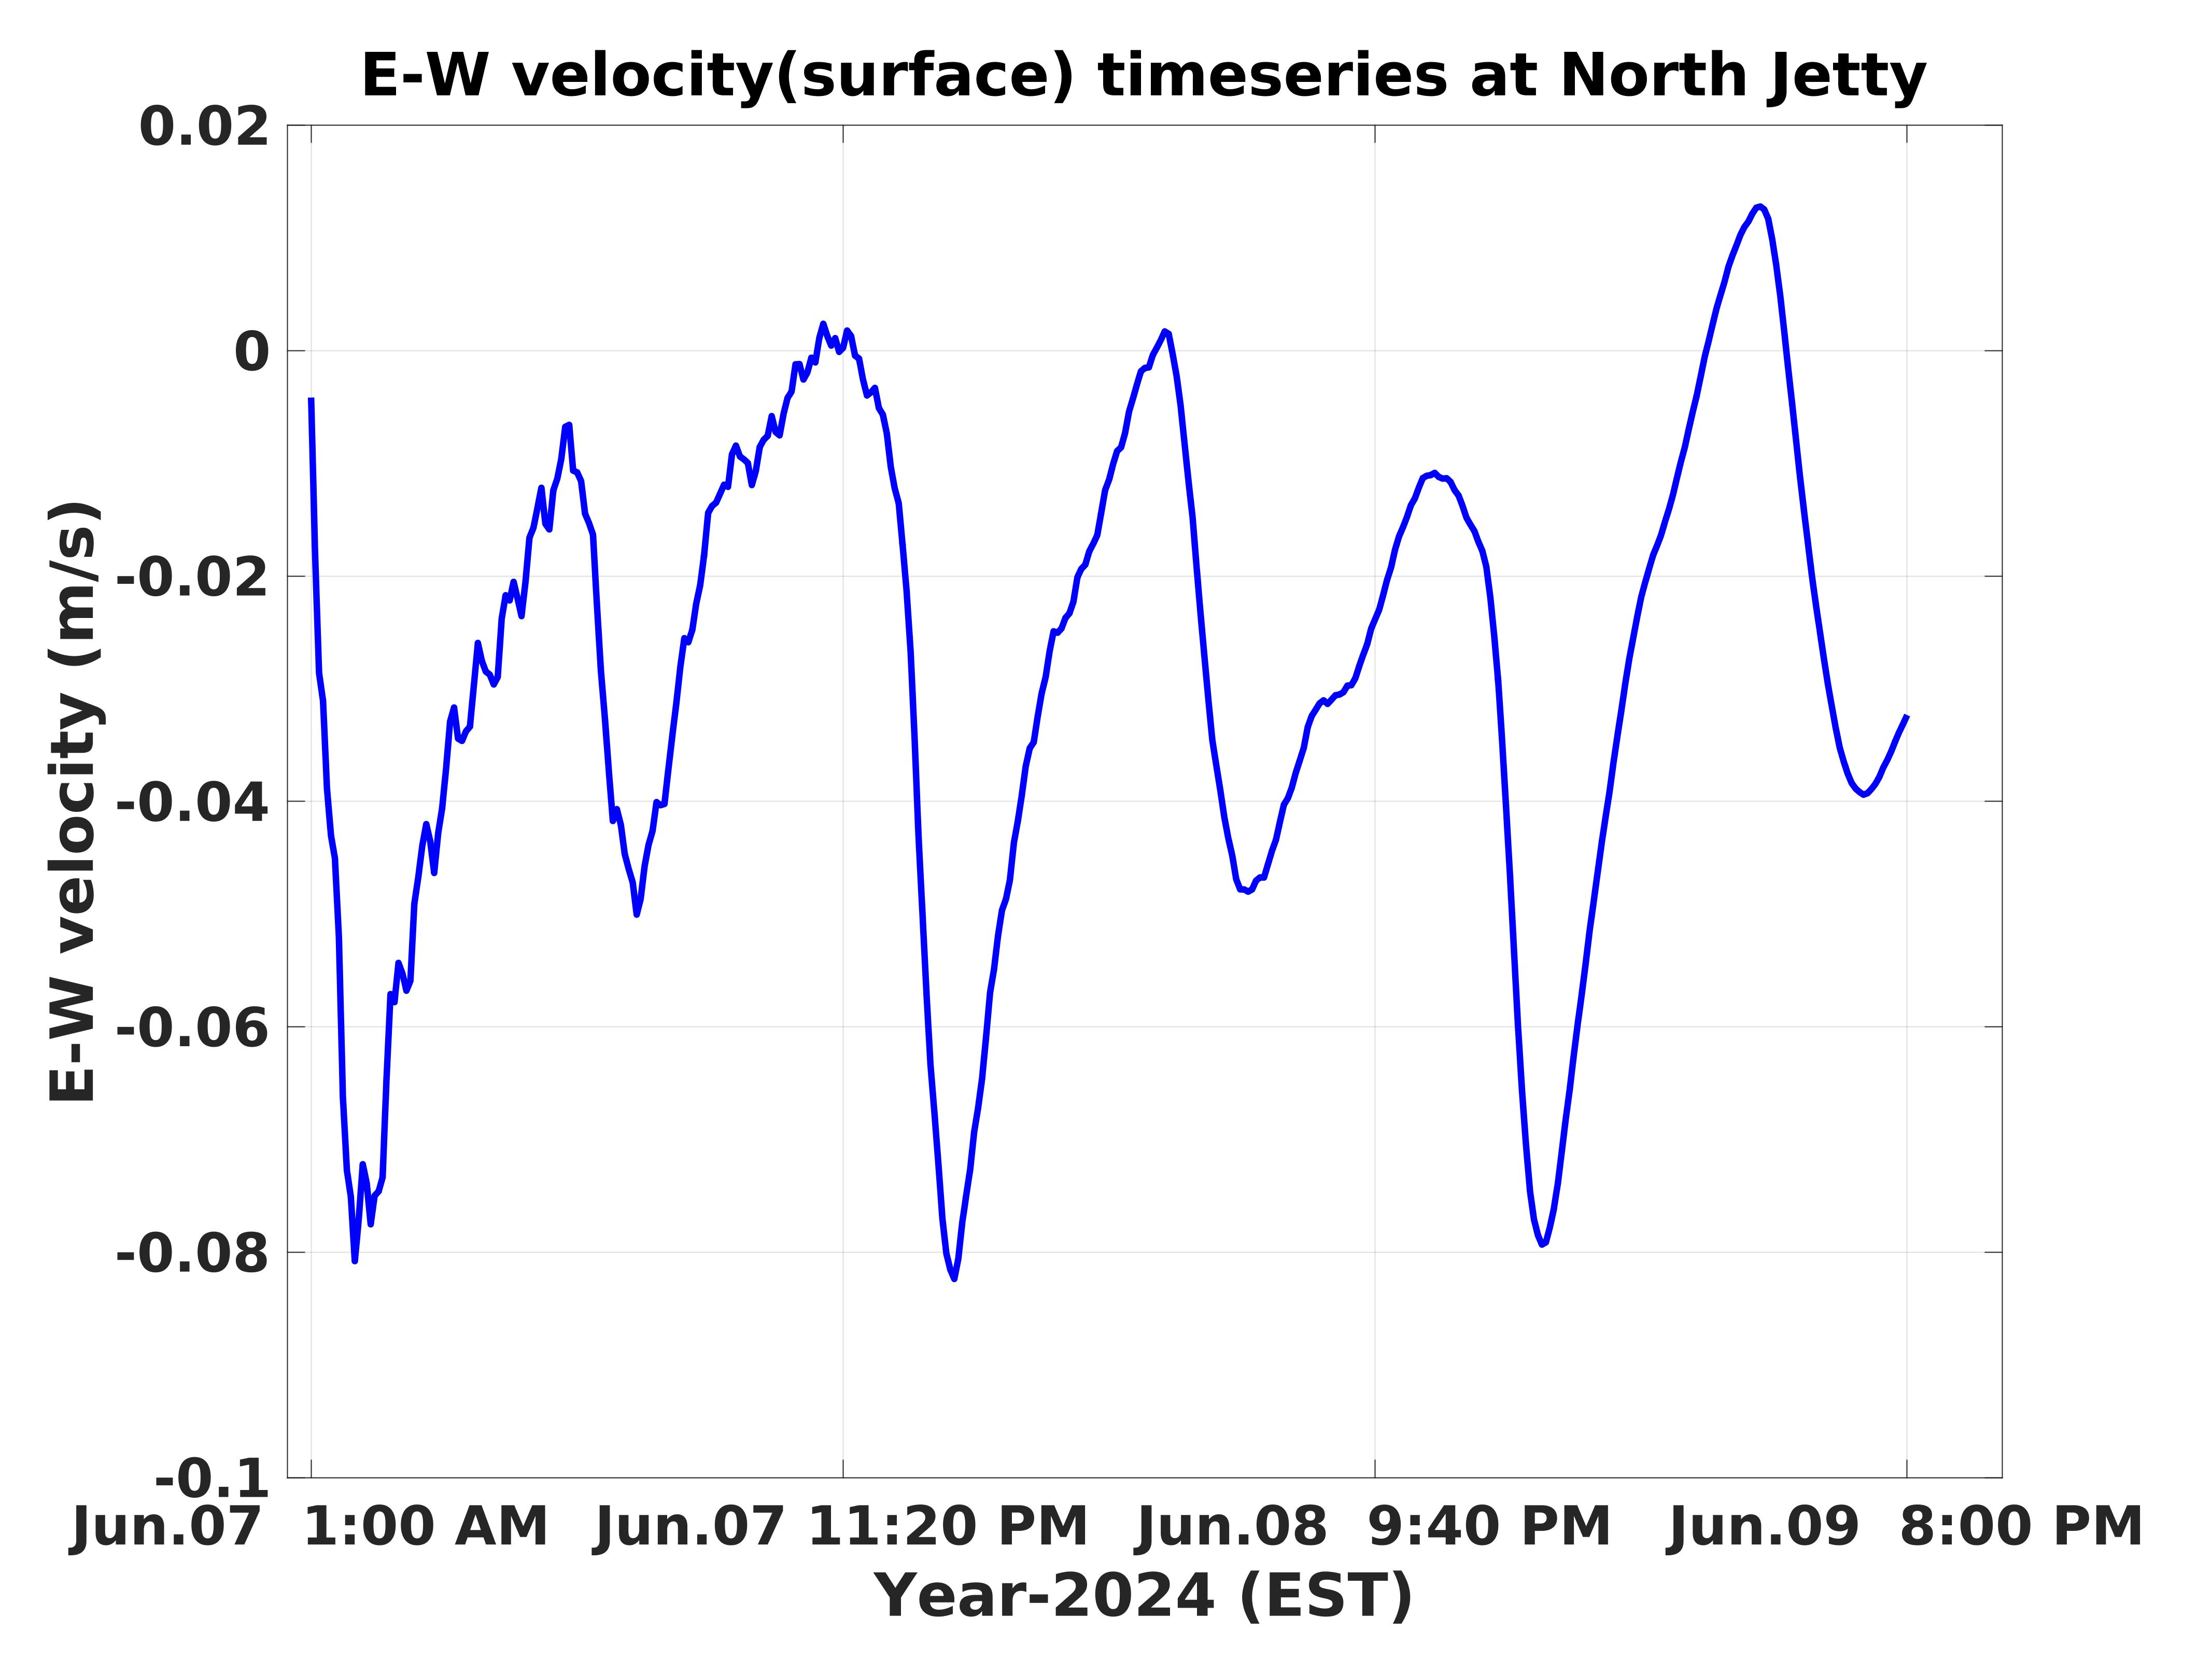 E-W velocity(surface) timeseries at North Jetty
0.02
0
-0.02
-0.04
-0.06
-0.08
-0.1
E-W velocity (m/s)
Jun.07 1:00 AM Jun.07 11:20 PM Jun.08 9:40 PM Jun.09 8:00 PM
Year-2024 (EST)